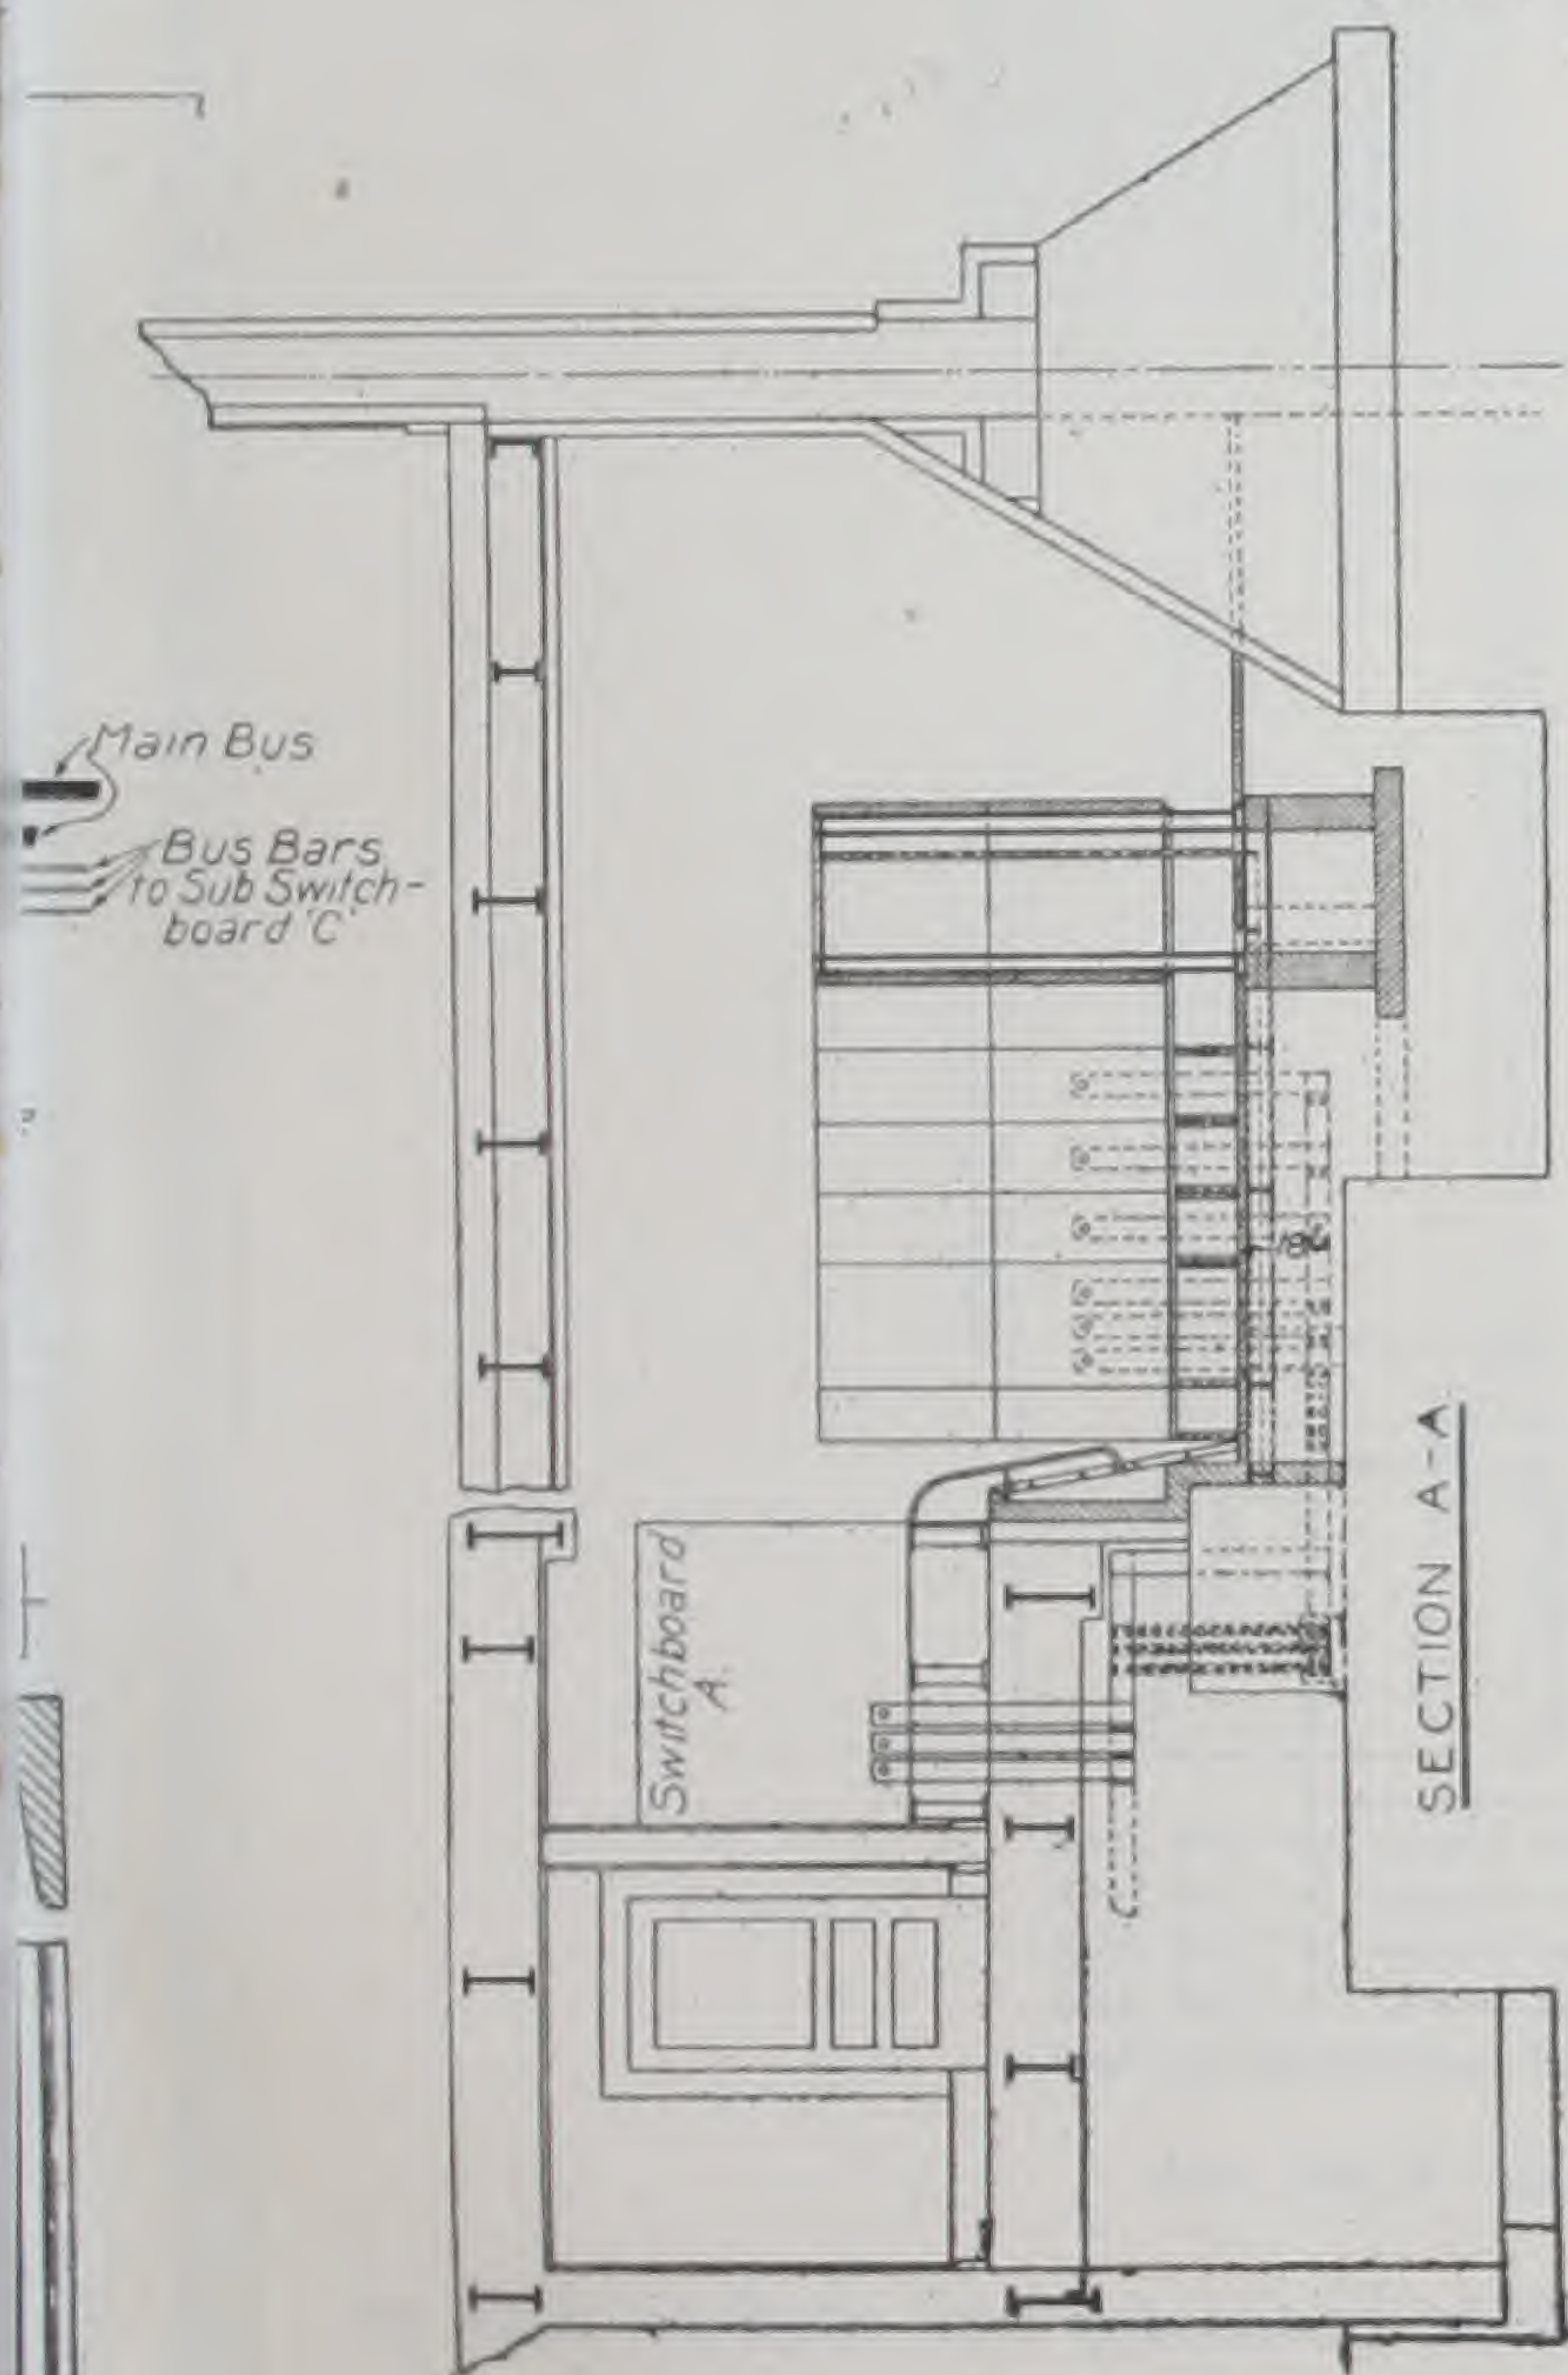 Main Bus
Bus Bars
to Sub Switch-
board 'C'
Switchboard
A.
SECTION A-A